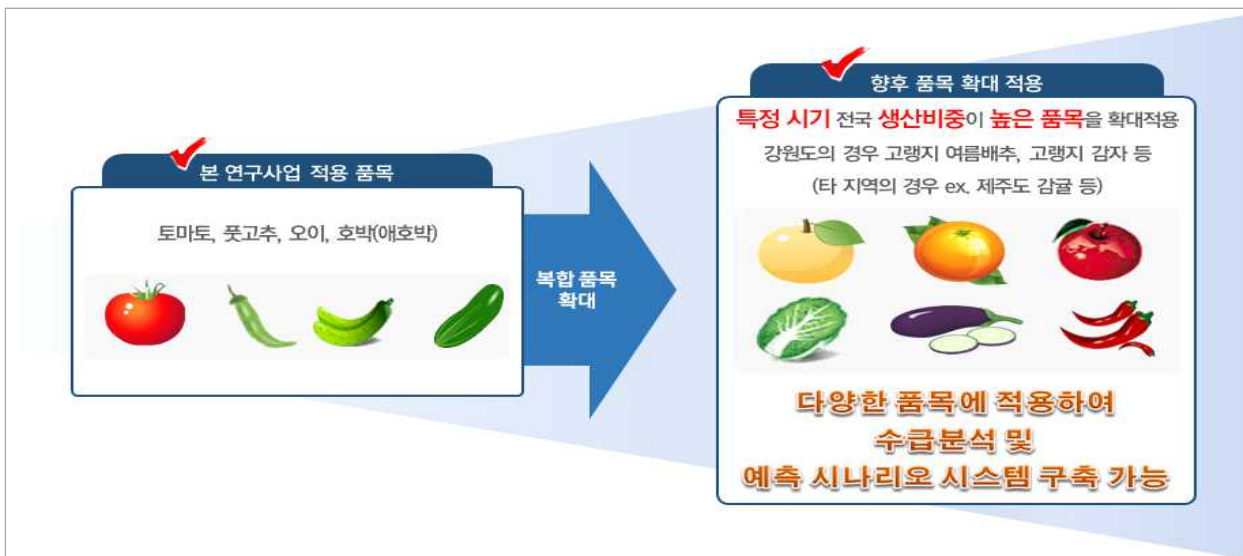 본 연구사업 적용 품목
토마토, 풋고추, 오이, 호박(애호박)
복합 품목
확대
향후 품목 확대 적용
특정 시기 전국 생산비중이 높은 품목을 확대적용
강원도의 경우 고랭지 여름배추, 고랭지 감자 등
(타 지역의 경우 ex. 제주도 감귤 등)
다양한 품목에 적용하여
수급분석 및
예측 시나리오 시스템 구축 가능